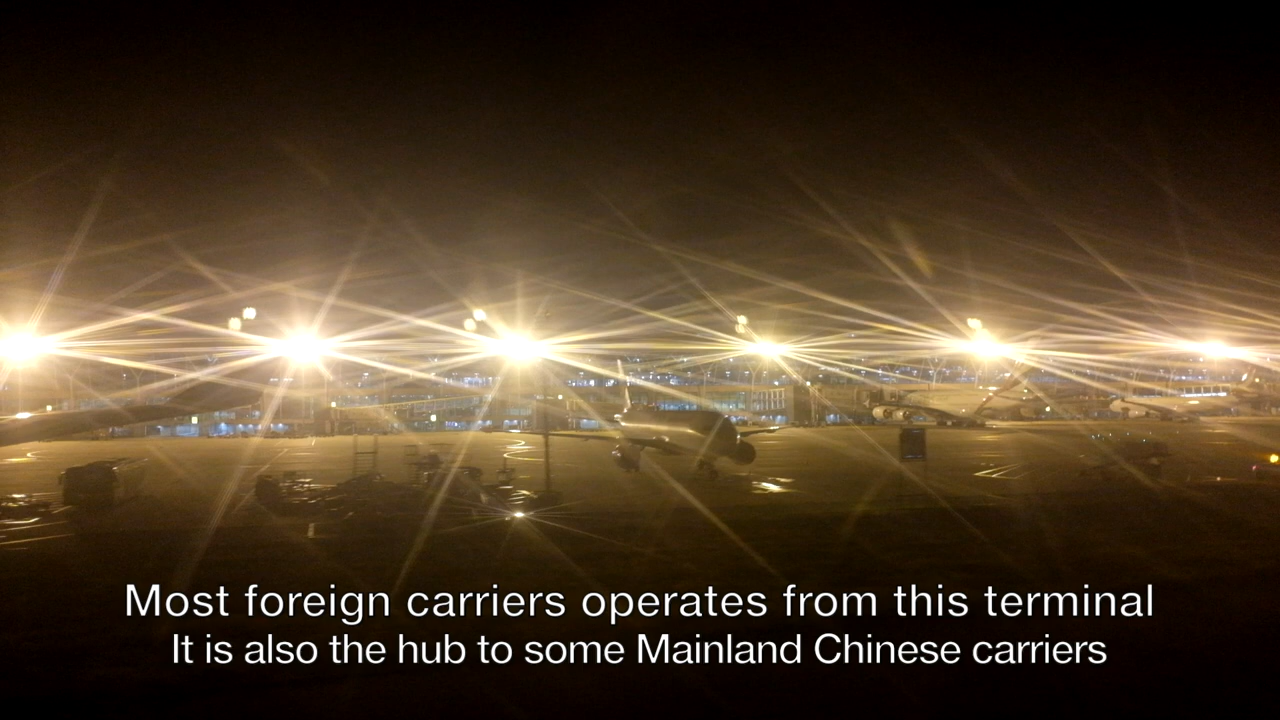 Most foreign carriers operates from this terminal
It is also the hub to some Mainland Chinese carriers